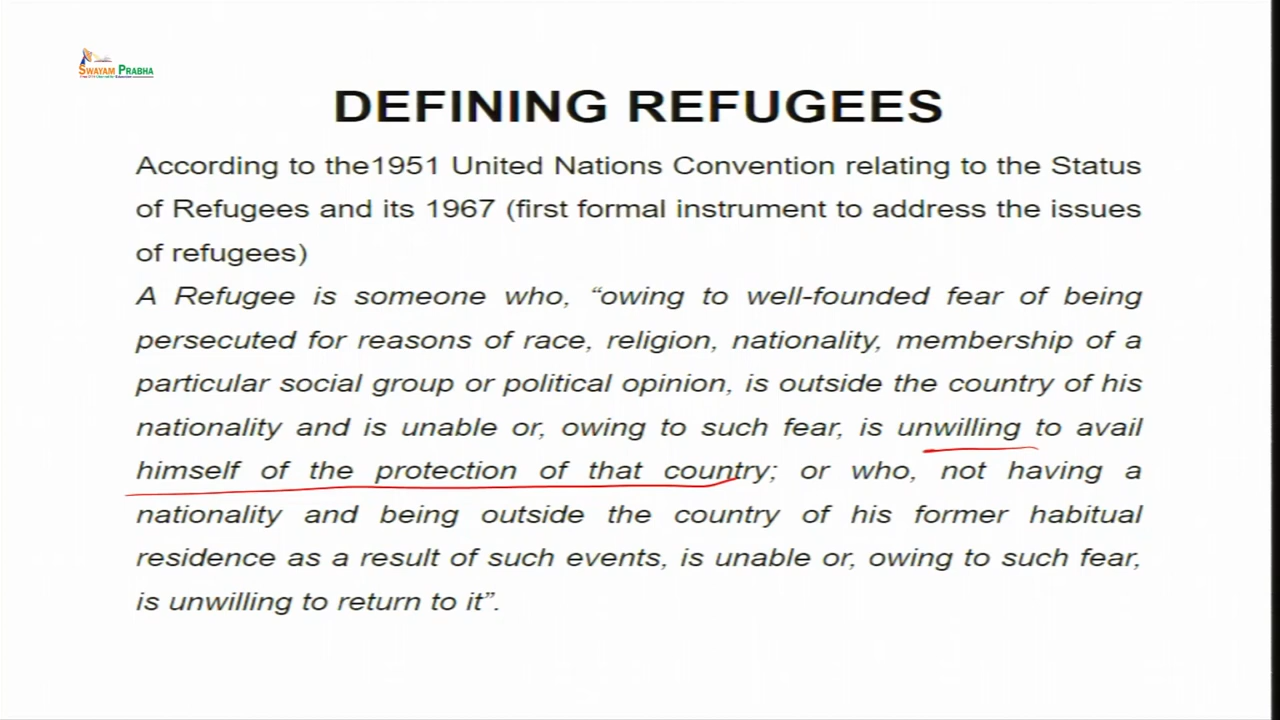 SWAYAM PRABHA
DEFINING REFUGEES
According to the1951 United Nations Convention relating to the Status
of Refugees and its 1967 (first formal instrument to address the issues
of refugees)
A Refugee is someone who, “owing to well-founded fear of being
persecuted for reasons of race, religion, nationality, membership of a
particular social group or political opinion, is outside the country of his
nationality and is unable or, owing to such fear, is unwilling to avail
himself of the protection of that country; or who, not having a
nationality and being outside the country of his former habitual
residence as a result of such events, is unable or, owing to such fear,
is unwilling to return to it”.